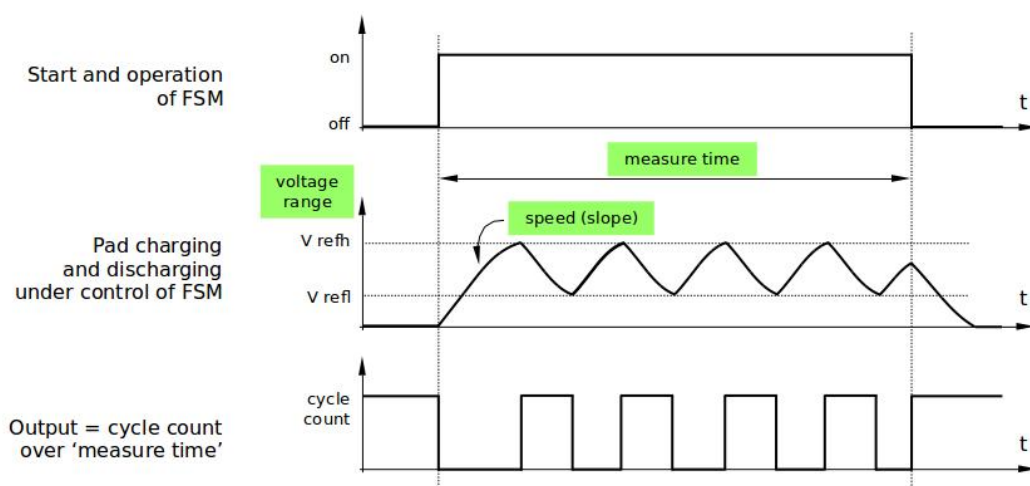 Start and operation
of FSM
on
off
t
measure time
voltage
range
speed (slope)
Pad charging
and discharging
under control of FSM
V refh
V refl
t
Output = cycle count
over ‘measure time’
cycle
count
t